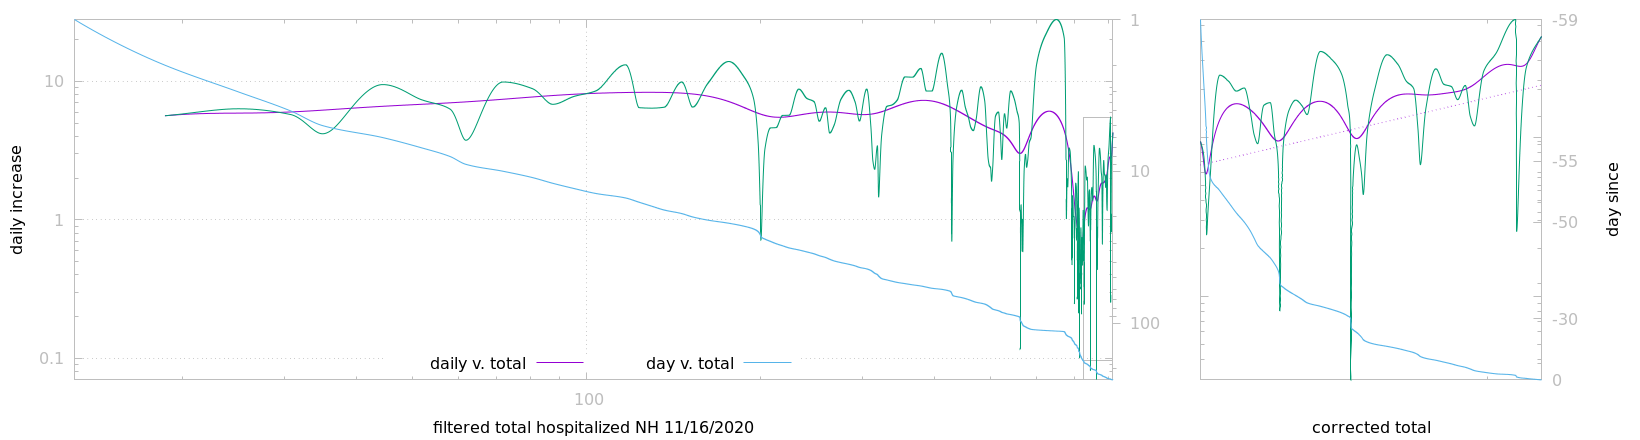 daily increase
10
1
0.1
100
1
10
100
daily v. total
day v. total
filtered total hospitalized NH 11/16/2020
-59
-55
-50
-30
0
day since
corrected total